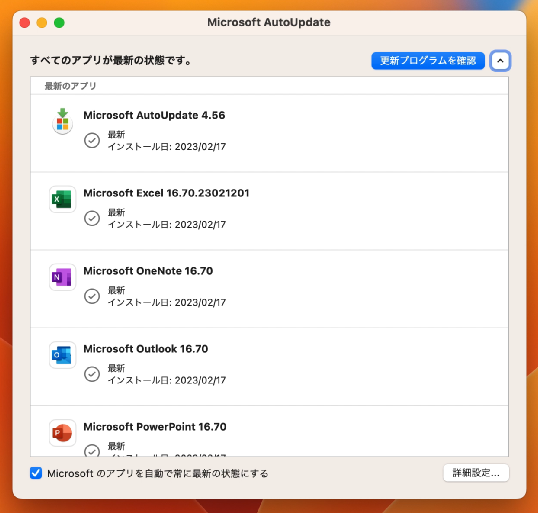 Microsoft AutoUpdate
すべてのアプリが最新の状態です。
更新プログラムを確認
最新のアプリ
Microsoft AutoUpdate 4.56
最新
インストール日: 2023/02/17
Microsoft Excel 16.70.23021201
最新
インストール日: 2023/02/17
Microsoft OneNote 16.70
最新
インストール日: 2023/02/17
Microsoft Outlook 16.70
最新
インストール日: 2023/02/17
Microsoft PowerPoint 16.70
最新
Microsoft のアプリを自動で常に最新の状態にする
詳細設定...